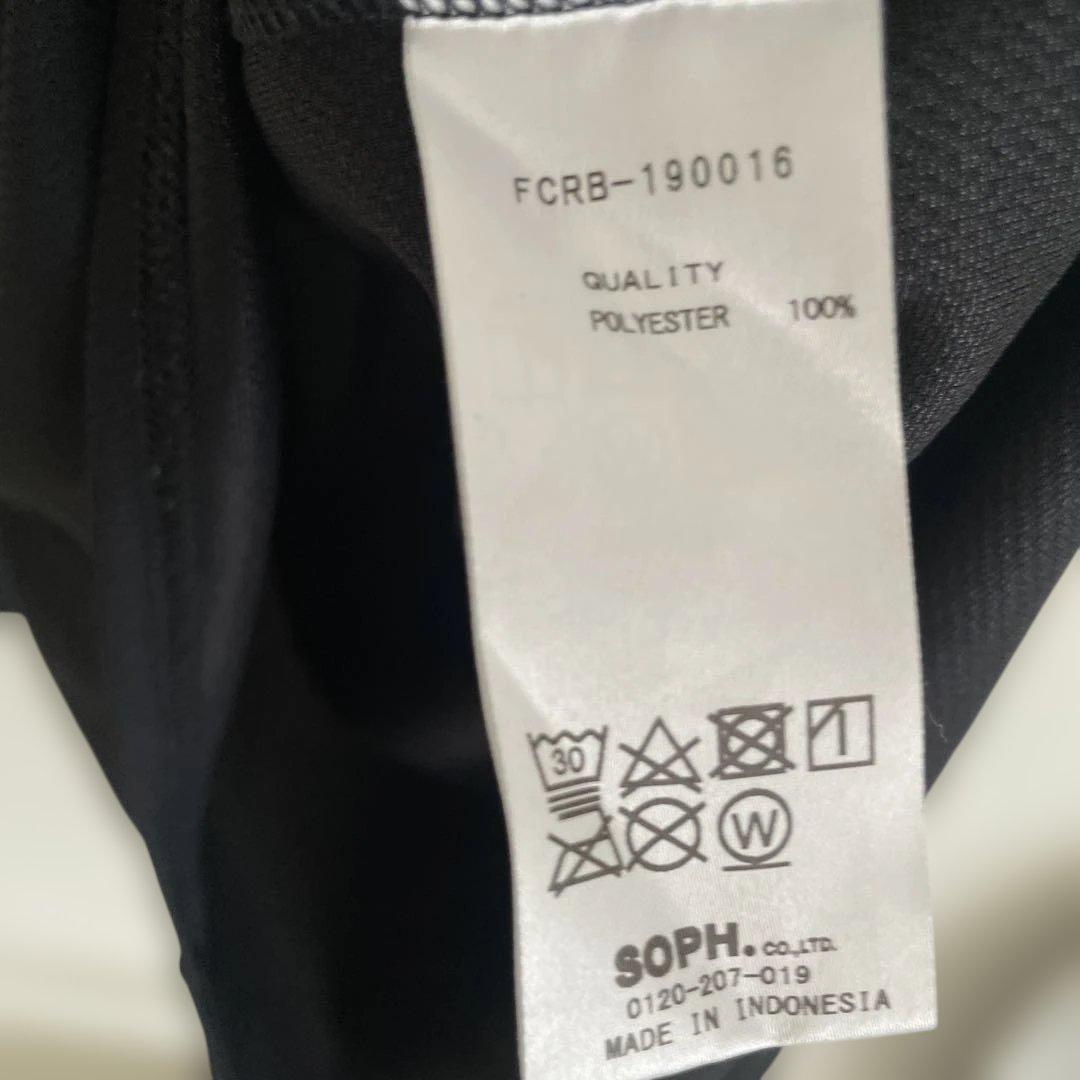 FCRB-190016
QUALITY
POLYESTER 100%
30
W
SOPH. CO.,LTD.
0120-207-019
MADE IN INDONESIA